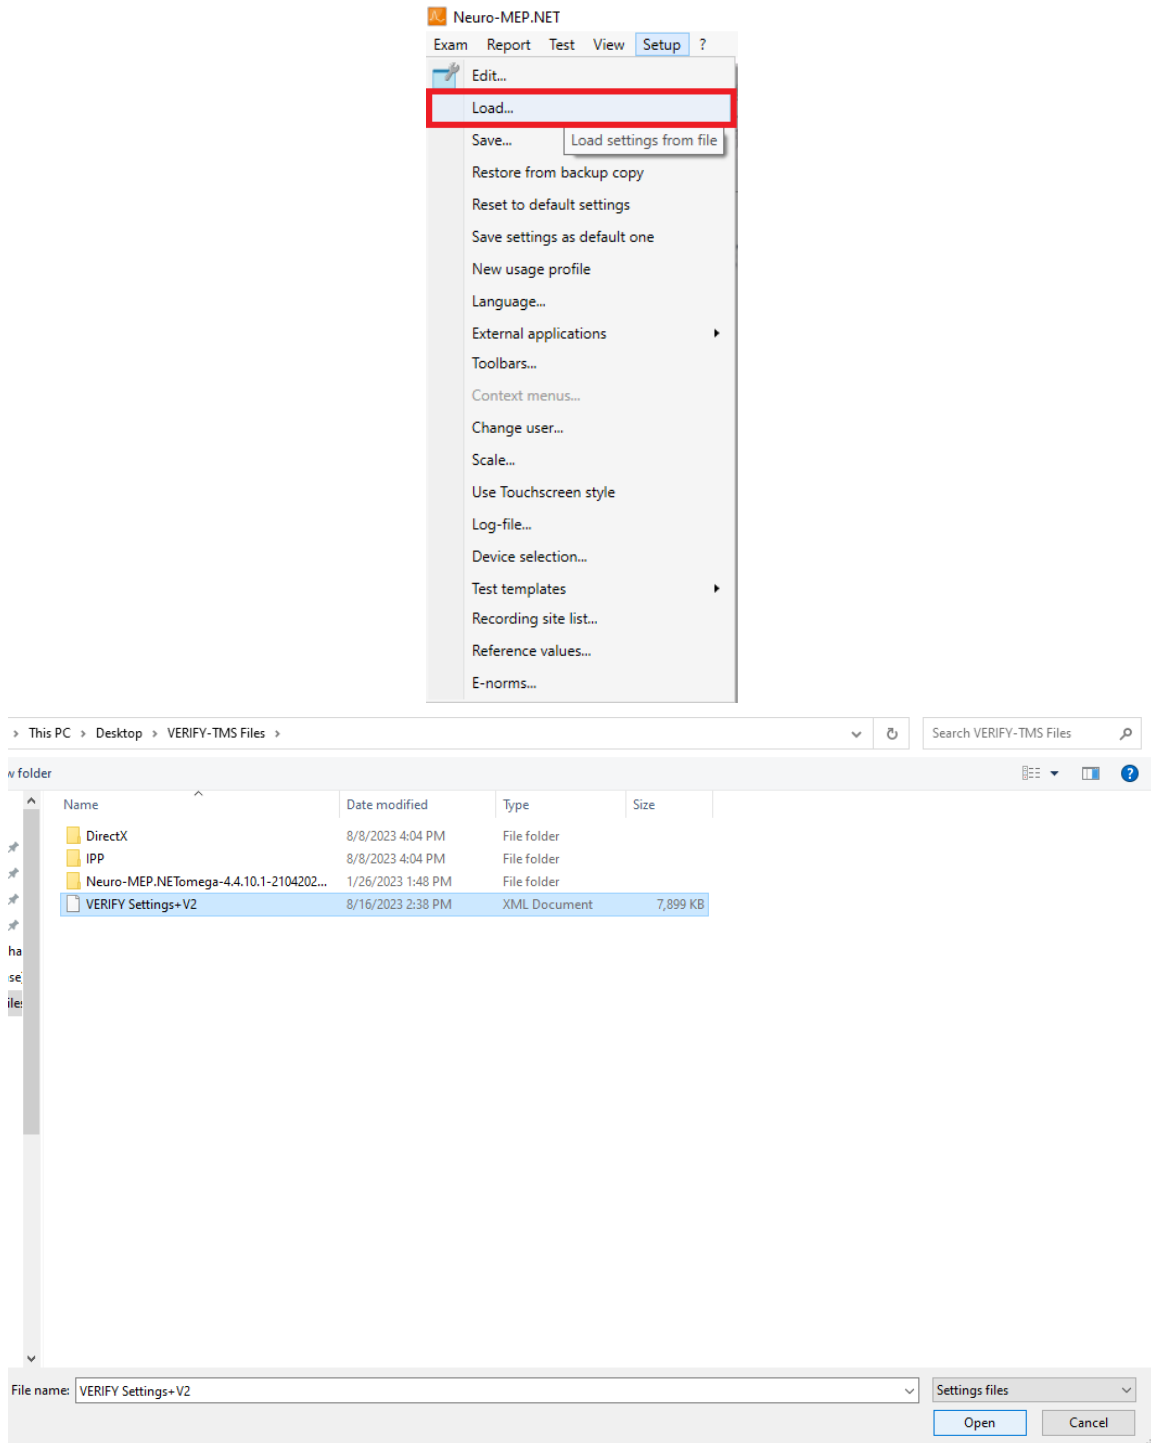 Neuro-MEP.NET
Exam Report Test View Setup ?
Edit...
Load...
Save...
Load settings from file
Restore from backup copy
Reset to default settings
Save settings as default one
New usage profile
Language...
External applications
Toolbars...
Context menus...
Change user...
Scale...
Use Touchscreen style
Log-file...
Device selection...
Test templates
Recording site list...
Reference values...
E-norms...
› This PC › Desktop › VERIFY-TMS Files ›
Search VERIFY-TMS Files
w folder
?
Name Date modified Type Size
DirectX 8/8/2023 4:04 PM File folder
IPP 8/8/2023 4:04 PM File folder
Neuro-MEP.NETomega-4.4.10.1-2104202... 1/26/2023 1:48 PM File folder
VERIFY Settings+V2 8/16/2023 2:38 PM XML Document 7,899 KB
ha
se
iles
File name: VERIFY Settings+V2 Settings files
Open Cancel